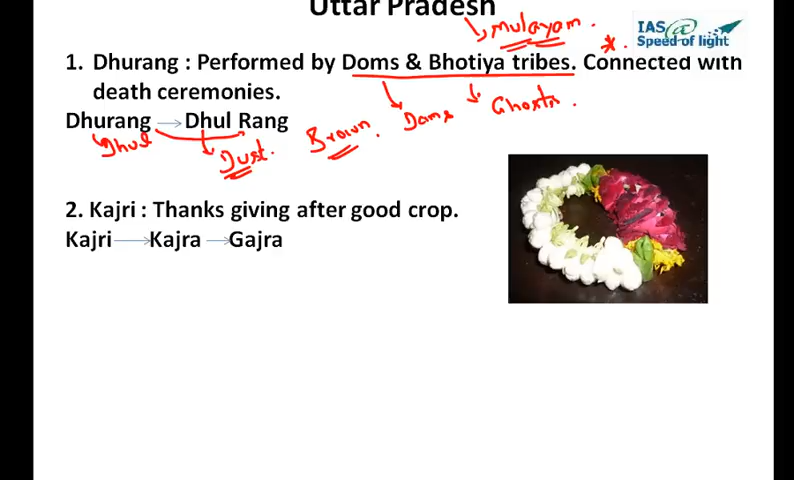 Uttar Pradesh
Mulayam.
IAS@
Speed of light
1. Dhurang : Performed by Doms & Bhotiya tribes. Connected with
death ceremonies.
Dams Ghosts.
Dhurang → Dhul Rang
Dhul Dust. Brown.
2. Kajri : Thanks giving after good crop.
Kajri → Kajra → Gajra